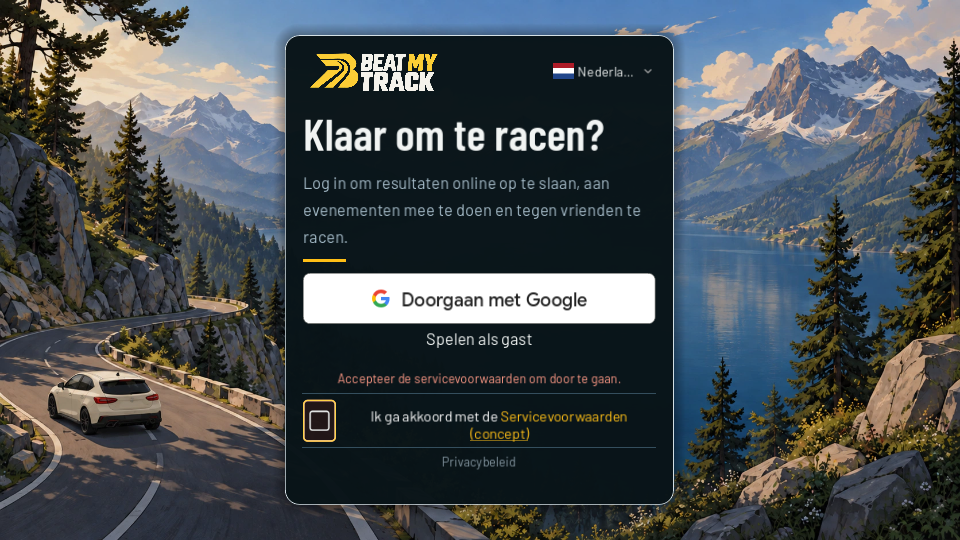 BEAT MY
TRACK
Nederla...
Klaar om te racen?
Log in om resultaten online op te slaan, aan
evenementen mee te doen en tegen vrienden te
racen.
Doorgaan met Google
Spelen als gast
Accepteer de servicevoorwaarden om door te gaan.
Ik ga akkoord met de Servicevoorwaarden
(concept)
Privacybeleid